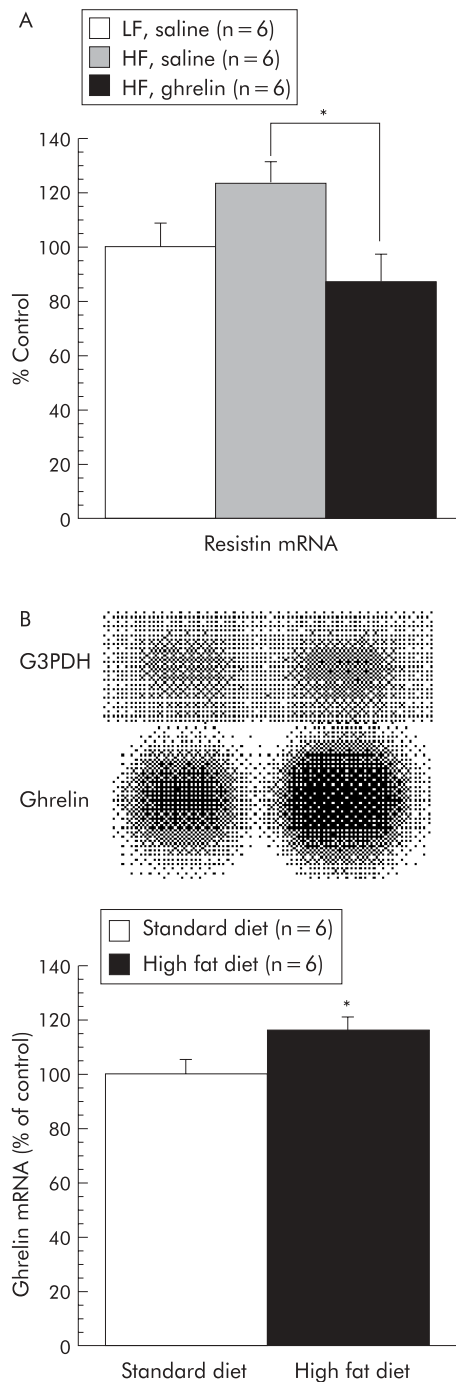 A
LF, saline (n = 6)
HF, saline (n = 6)
HF, ghrelin (n = 6)
*
140
120
100
80
60
40
20
0
% Control
Resistin mRNA
B
G3PDH
Ghrelin
Standard diet (n = 6)
High fat diet (n = 6)
*
140
120
100
80
60
40
20
0
Ghrelin mRNA (% of control)
Standard diet High fat diet